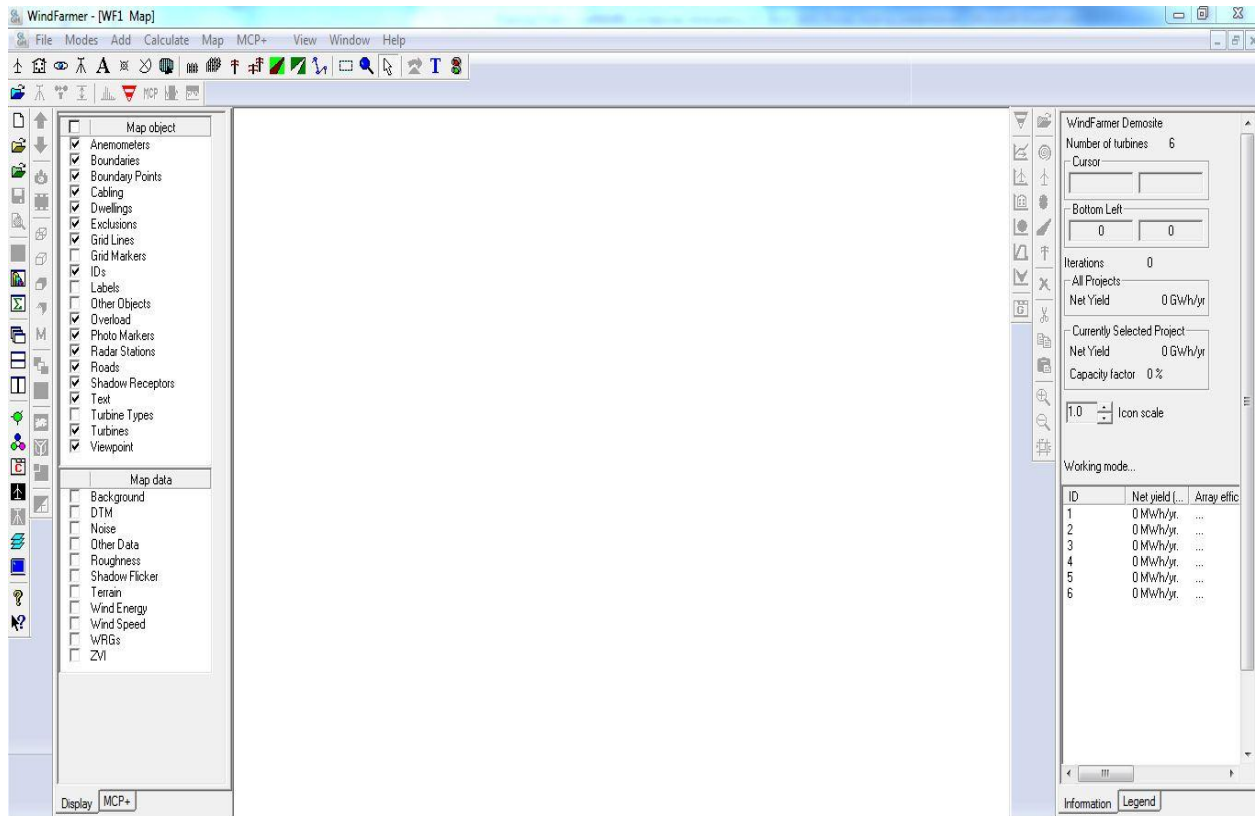 WindFarmer - [WF1 Map]
File Modes Add Calculate Map MCP+ View Window Help
A T
MCP
Map object
Anemometers
Boundaries
Boundary Points
Cabling
Dwellings
Exclusions
Grid Lines
Grid Markers
IDs
Labels
Other Objects
Overload
Photo Markers
Radar Stations
Roads
Shadow Receptors
Text
Turbine Types
Turbines
Viewpoint
Map data
Background
DTM
Noise
Other Data
Roughness
Shadow Flicker
Terrain
Wind Energy
Wind Speed
WRGs
ZVI
Display MCP+
Σ
M
C
?
?
G
WindFarmer Demosite
Number of turbines 6
Cursor
Bottom Left
0 0
Iterations 0
All Projects
Net Yield 0 GWh/yr
Currently Selected Project
Net Yield 0 GWh/yr
Capacity factor 0 %
1.0 Icon scale
Working mode...
ID Net yield (... Array effic
1 0 MWh/yr. ...
2 0 MWh/yr. ...
3 0 MWh/yr. ...
4 0 MWh/yr. ...
5 0 MWh/yr. ...
6 0 MWh/yr. ...
Information Legend